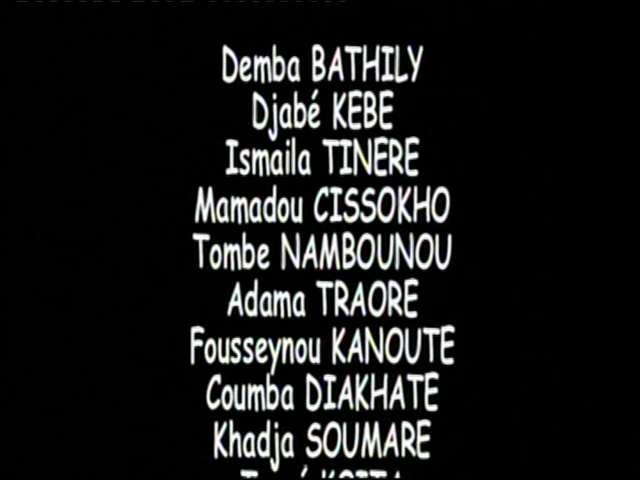 Demba BATHILY
Djabé KEBE
Ismaila TINERE
Mamadou CISSOKHO
Tombe NAMBOUNOU
Adama TRAORE
Fousseynou KANOUTE
Coumba DIAKHATE
Khadja SOUMARE